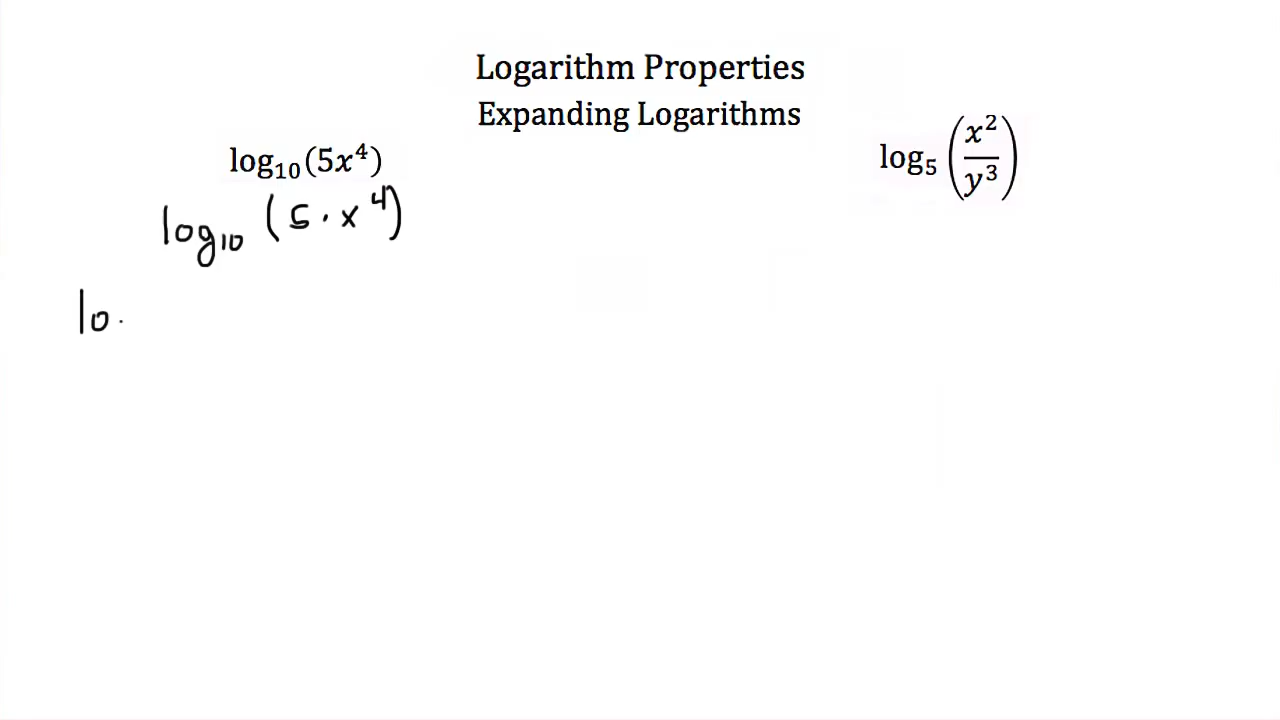 Logarithm Properties
Expanding Logarithms
log₁₀(5x⁴)
log₅(x²/y³)
log₁₀ (5 · x⁴)
lo